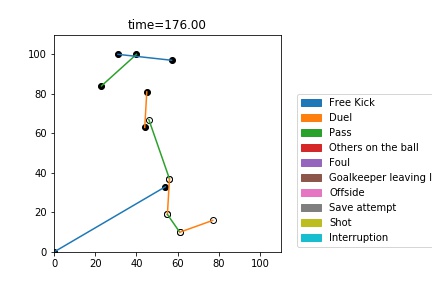 time=176.00
100
80
60
40
20
0
0 20 40 60 80 100
Free Kick
Duel
Pass
Others on the ball
Foul
Goalkeeper leaving l
Offside
Save attempt
Shot
Interruption